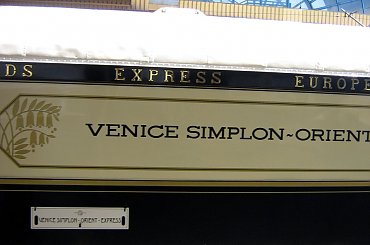 DS EXPRESS EUROPE
VENICE SIMPLON~ORIENT
VENICE SIMPLON-ORIENT-EXPRESS